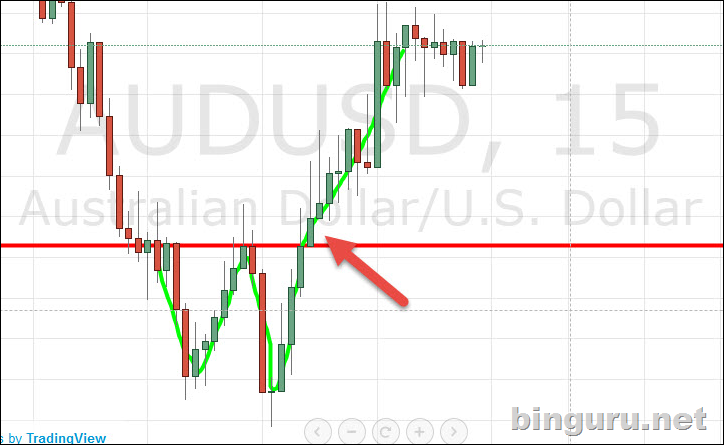 AUDUSD, 15
Australian Dollar/U.S. Dollar
binguru.net
s by TradingView